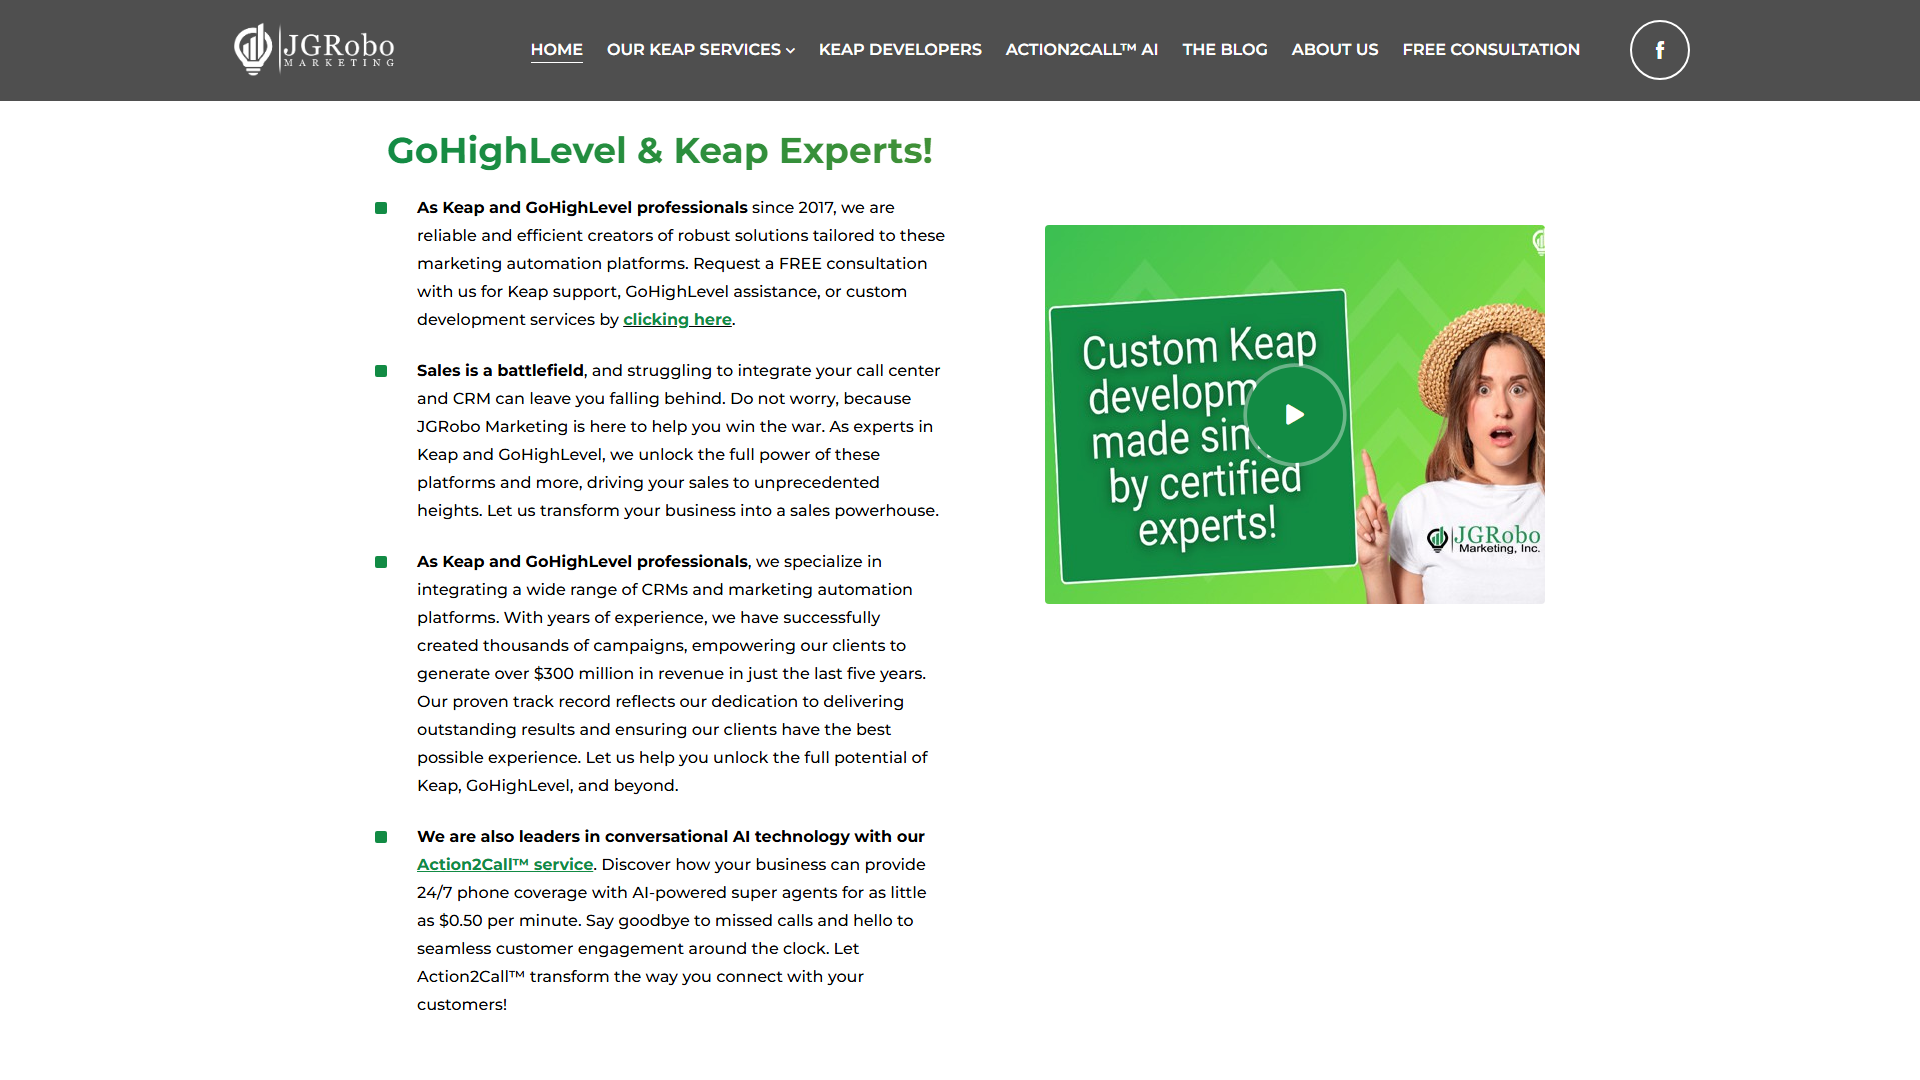 JGRobo
MARKETING
HOME
OUR KEAP SERVICES
KEAP DEVELOPERS
ACTION2CALL™ AI
THE BLOG
ABOUT US
FREE CONSULTATION
GoHighLevel & Keap Experts!
As Keap and GoHighLevel professionals since 2017, we are
reliable and efficient creators of robust solutions tailored to these
marketing automation platforms. Request a FREE consultation
with us for Keap support, GoHighLevel assistance, or custom
development services by clicking here.
Sales is a battlefield, and struggling to integrate your call center
and CRM can leave you falling behind. Do not worry, because
JGRobo Marketing is here to help you win the war. As experts in
Keap and GoHighLevel, we unlock the full power of these
platforms and more, driving your sales to unprecedented
heights. Let us transform your business into a sales powerhouse.
As Keap and GoHighLevel professionals, we specialize in
integrating a wide range of CRMs and marketing automation
platforms. With years of experience, we have successfully
created thousands of campaigns, empowering our clients to
generate over $300 million in revenue in just the last five years.
Our proven track record reflects our dedication to delivering
outstanding results and ensuring our clients have the best
possible experience. Let us help you unlock the full potential of
Keap, GoHighLevel, and beyond.
We are also leaders in conversational AI technology with our
Action2Call™ service. Discover how your business can provide
24/7 phone coverage with AI-powered super agents for as little
as $0.50 per minute. Say goodbye to missed calls and hello to
seamless customer engagement around the clock. Let
Action2Call™ transform the way you connect with your
customers!
Custom Keap
made
by certified
experts!
JGRobo
Marketing, Inc.